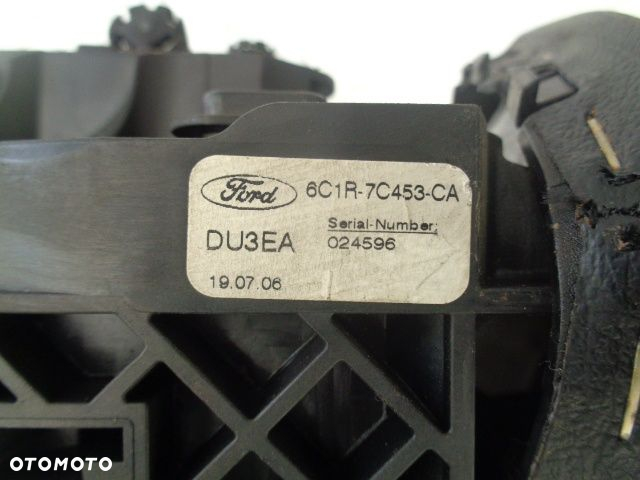 Ford 6C1R-7C453-CA
Serial-Number:
DU3EA 024596
19.07.06
OTOMOTO